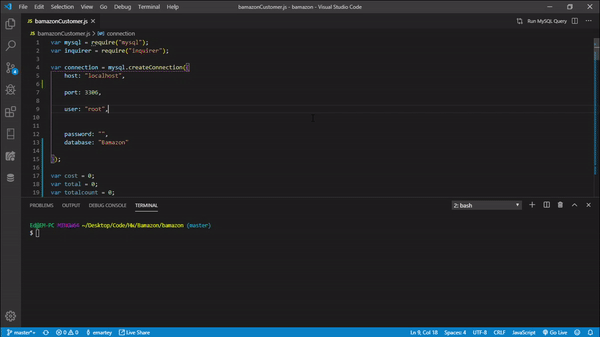 File Edit Selection View Go Debug Terminal Help
bamazonCustomer.js - bamazon - Visual Studio Code
bamazonCustomer.js ×
Run MySQL Query
bamazonCustomer.js > connection
1 var mysql = require("mysql");
2 var inquirer = require("inquirer");
3
4 var connection = mysql.createConnection({
5 host: "localhost",
6
7 port: 3306,
8
9 user: "root",
10
11
12 password: "",
13 database: "Bamazon"
14
15 });
16
17 var cost = 0;
18 var total = 0;
19 var totalcount = 0;
PROBLEMS OUTPUT DEBUG CONSOLE TERMINAL
2: bash
~/Desktop/Code/Hw/Bamazon/bamazon (master)
$
master*+ 0 0 emartey Live Share
Ln 9, Col 18 Spaces: 4 UTF-8 CRLF JavaScript Go Live